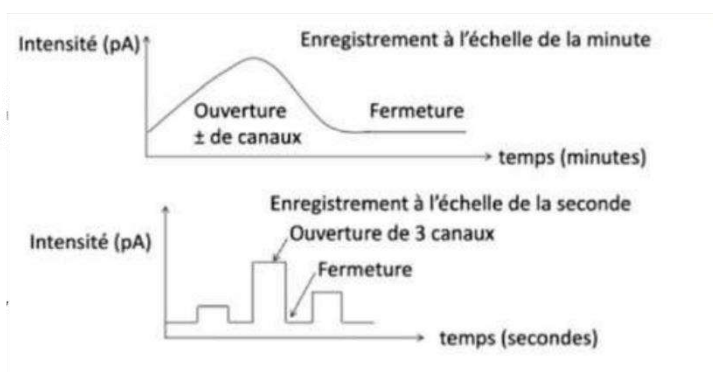 Intensité (pA)
Enregistrement à l'échelle de la minute
Ouverture
± de canaux
Fermeture
temps (minutes)
Enregistrement à l'échelle de la seconde
Ouverture de 3 canaux
Intensité (pA)
Fermeture
temps (secondes)